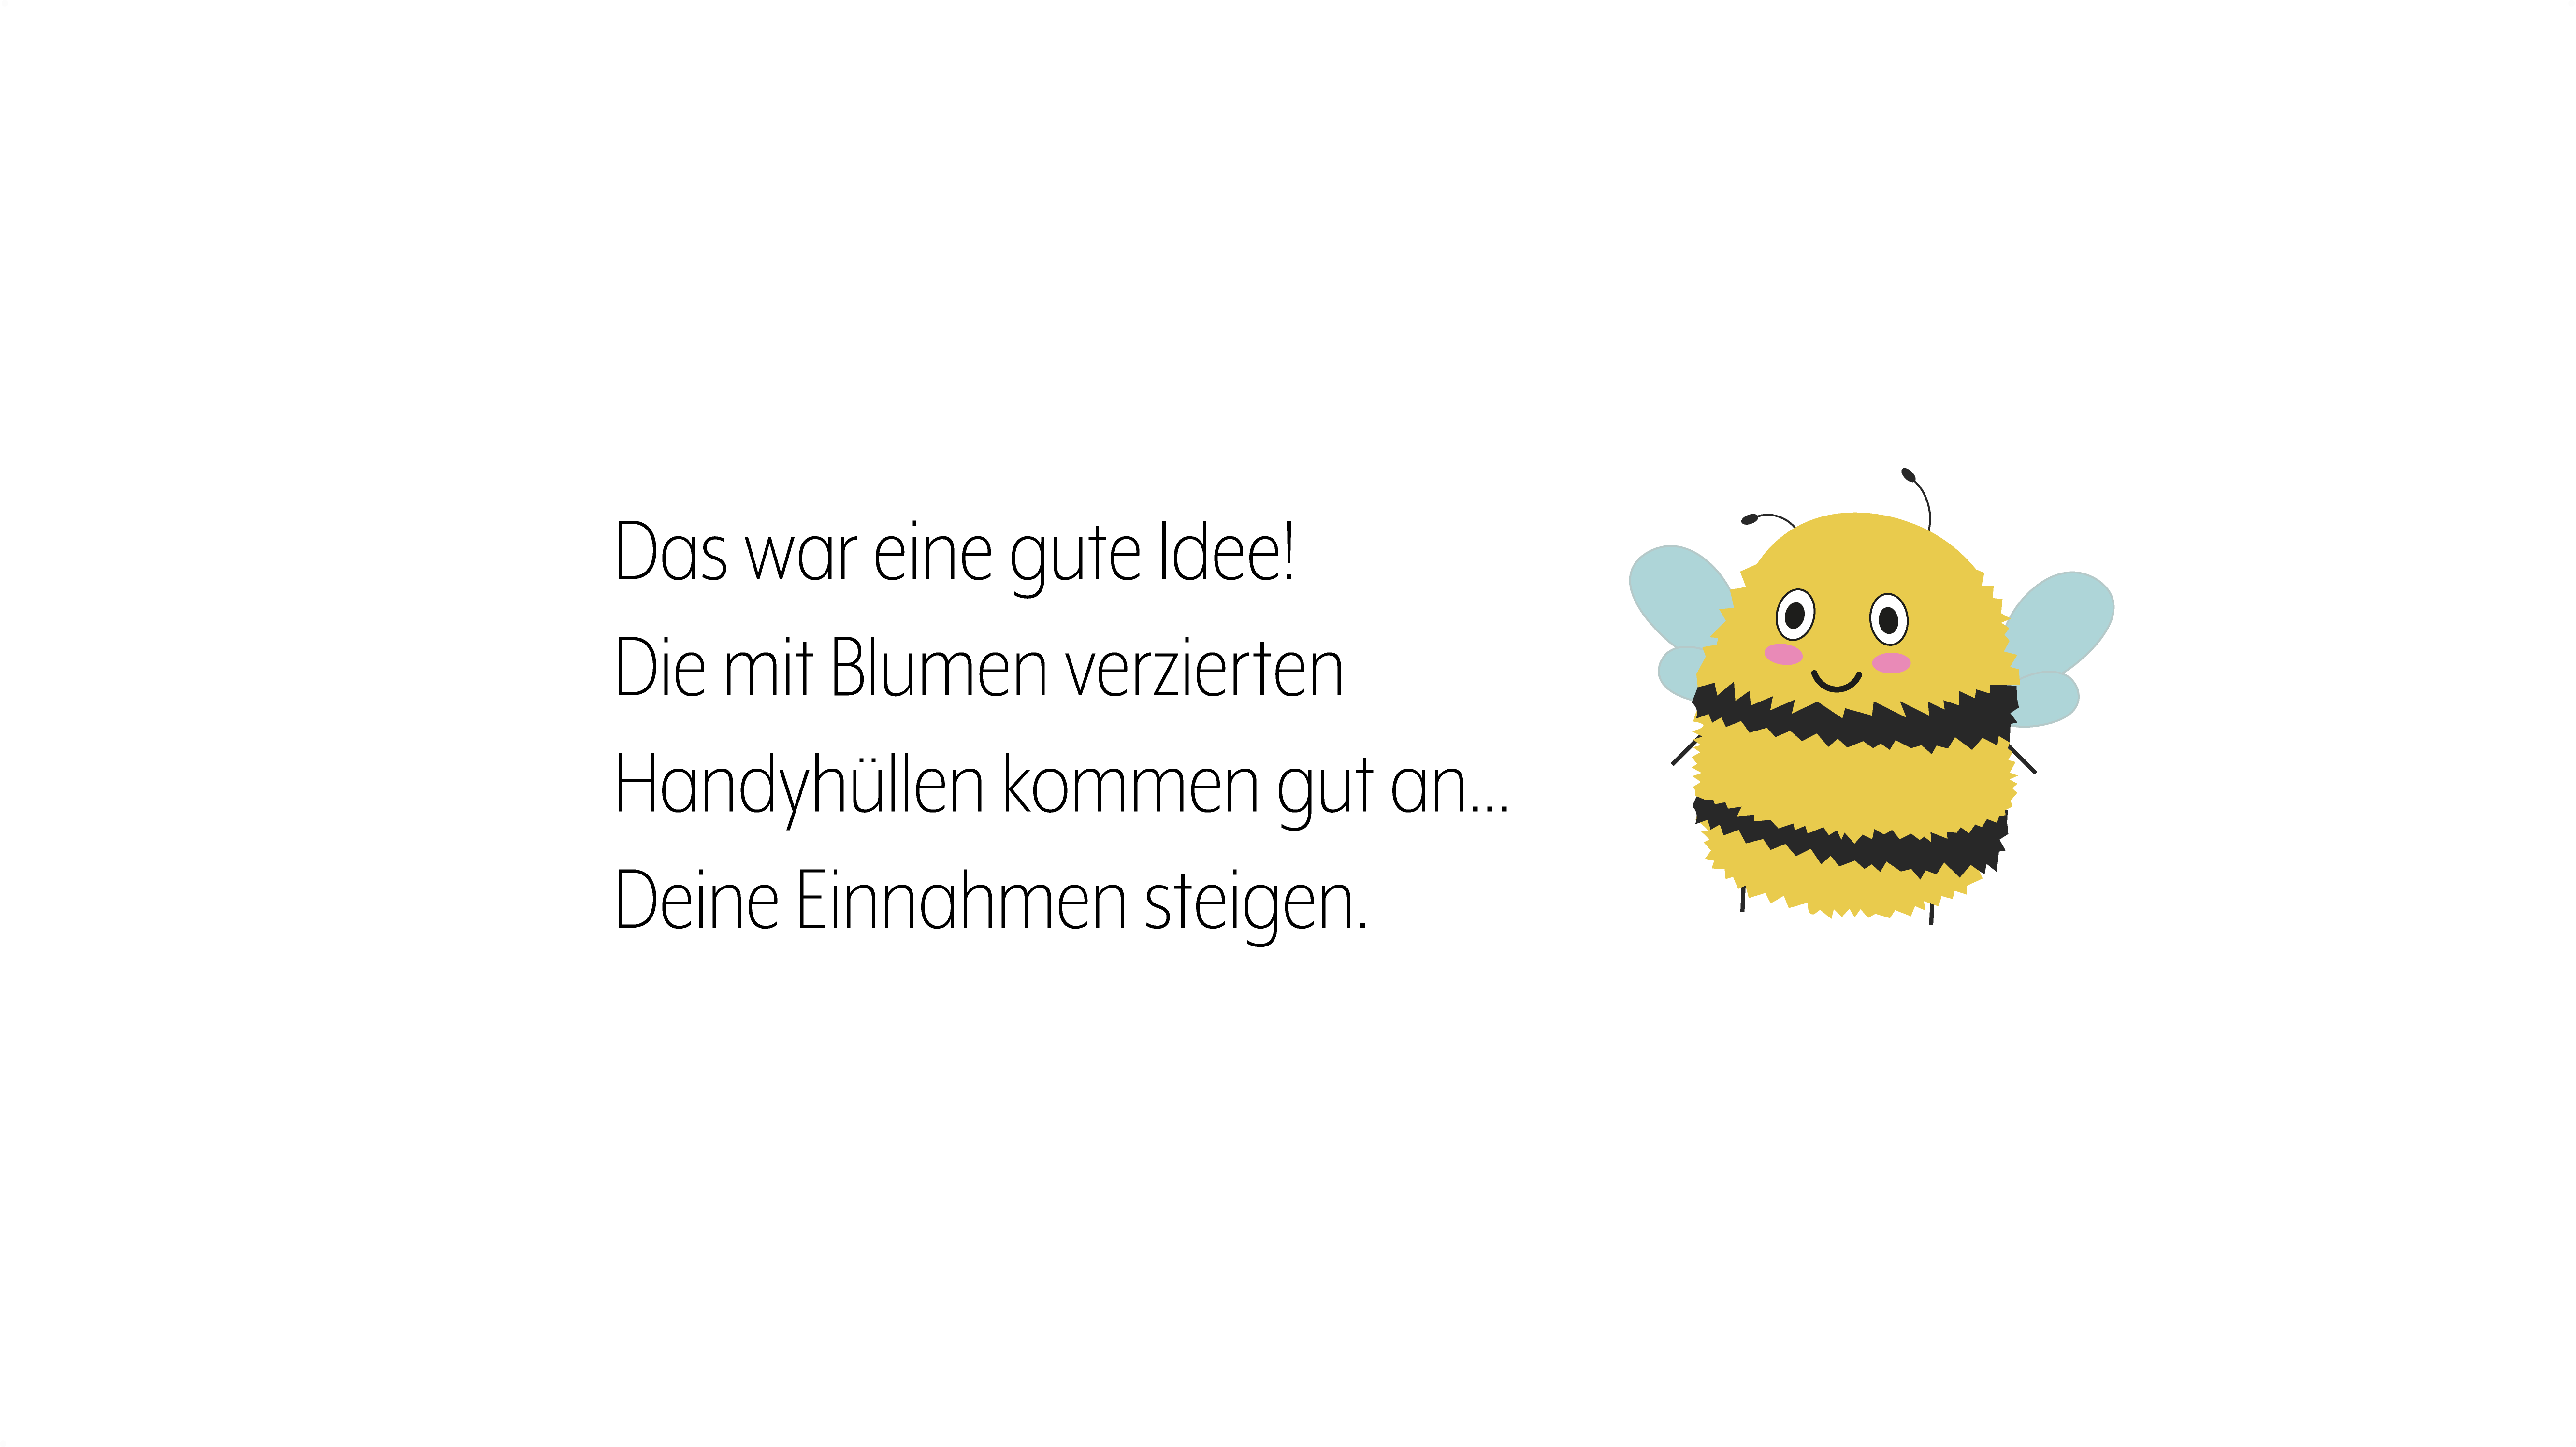 Das war eine gute Idee!
Die mit Blumen verzierten
Handyhüllen kommen gut an...
Deine Einnahmen steigen.